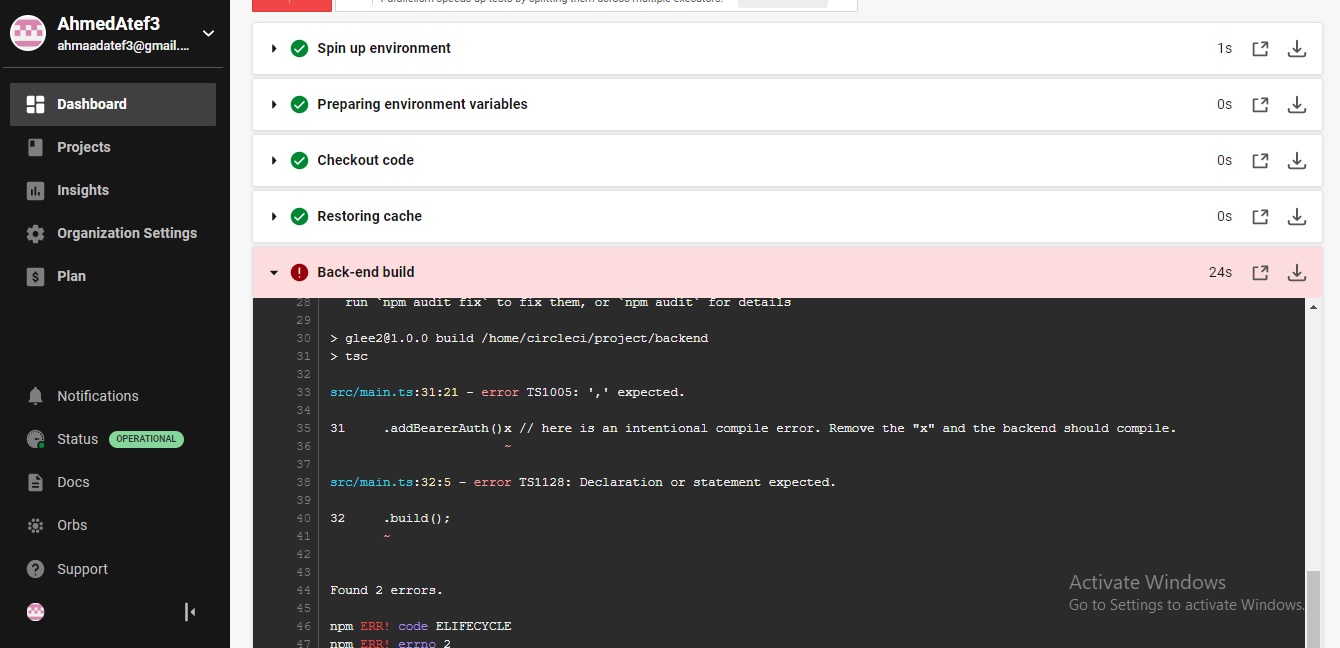 AhmedAtef3
ahmaadatef3@gmail....
Dashboard
Projects
Insights
Organization Settings
Plan
Notifications
Status OPERATIONAL
Docs
Orbs
Support
Parallelism speeds up tests by splitting them across multiple executors.
Spin up environment 1s
Preparing environment variables 0s
Checkout code 0s
Restoring cache 0s
Back-end build 24s
28 run `npm audit fix` to fix them, or `npm audit` for details
29
30 > glee2@1.0.0 build /home/circleci/project/backend
31 > tsc
32
33 src/main.ts:31:21 - error TS1005: ',' expected.
34
35 31 .addBearerAuth()x // here is an intentional compile error. Remove the "x" and the backend should compile.
36 ~
37
38 src/main.ts:32:5 - error TS1128: Declaration or statement expected.
39
40 32 .build();
41 ~
42
43
44 Found 2 errors.
45
46 npm ERR! code ELIFECYCLE
47 npm ERR! errno 2
Activate Windows
Go to Settings to activate Windows.